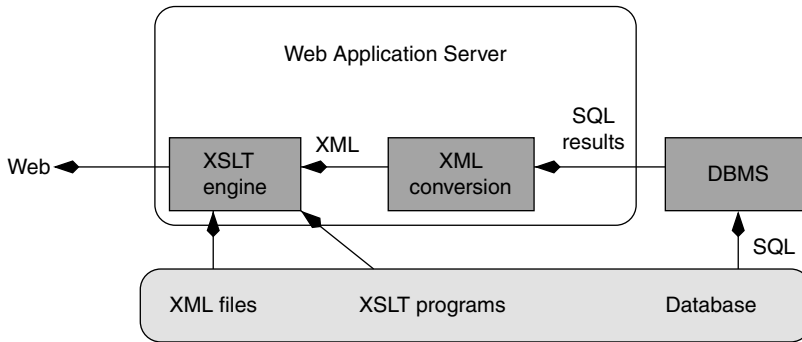 Web Application Server
SQL
results
XML
Web
XSLT
engine
XML
conversion
DBMS
SQL
XML files
XSLT programs
Database